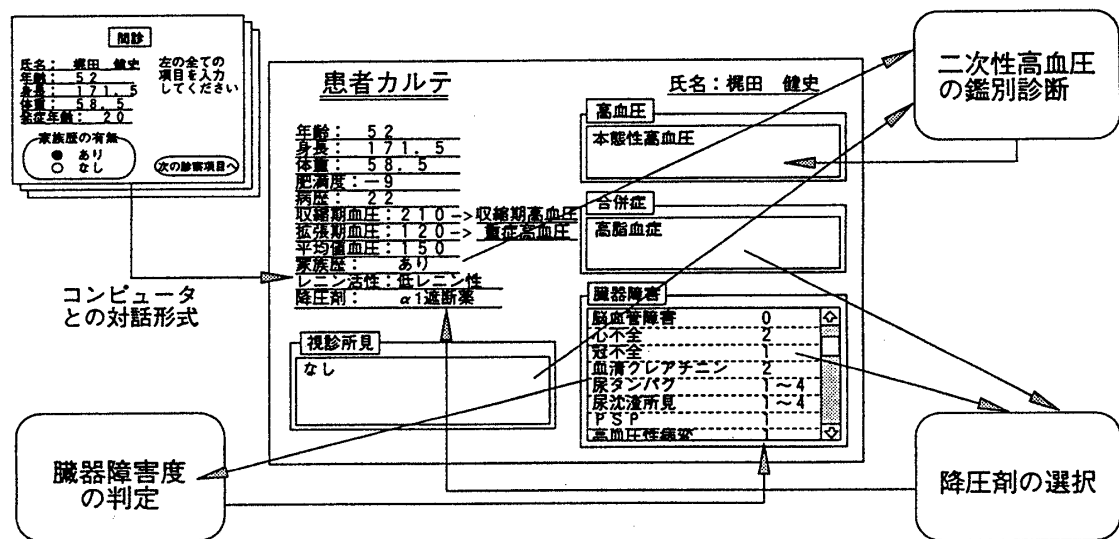 問診
氏名: 梶田 健史
年齢: 52
身長: 171.5
体重: 58.5
発症年齢: 20
左の全ての
項目を入力
してください
家族歴の有無
● あり
○ なし
次の診察項目へ
コンピュータ
との対話形式
患者カルテ
氏名:梶田 健史
年齢: 52
身長: 171.5
体重: 58.5
肥満度:-9
病歴: 22
収縮期血圧:210->収縮期高血圧
拡張期血圧:120->重症高血圧
平均値血圧:150
家族歴: あり
レニン活性:低レニン性
降圧剤: α1遮断薬
視診所見
なし
高血圧
本態性高血圧
合併症
高脂血症
臓器障害
脳血管障害 0
心不全 2
冠不全 1
血清クレアチニン 2
尿タンパク 1~4
尿沈渣所見 1~4
PSP 1
高血圧性病変 1
二次性高血圧
の鑑別診断
臓器障害度
の判定
降圧剤の選択